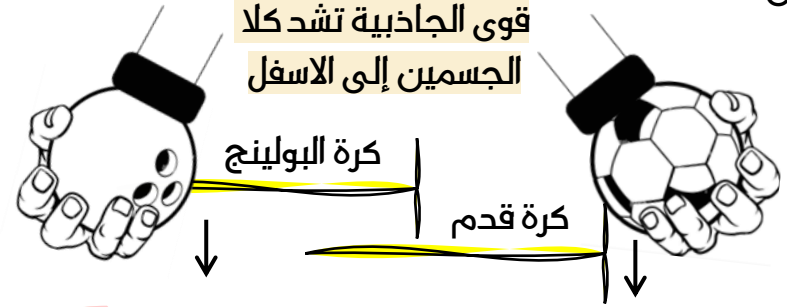 قوى الجاذبية تشد كلا
الجسمين إلى الاسفل
كرة البولينج
كرة قدم